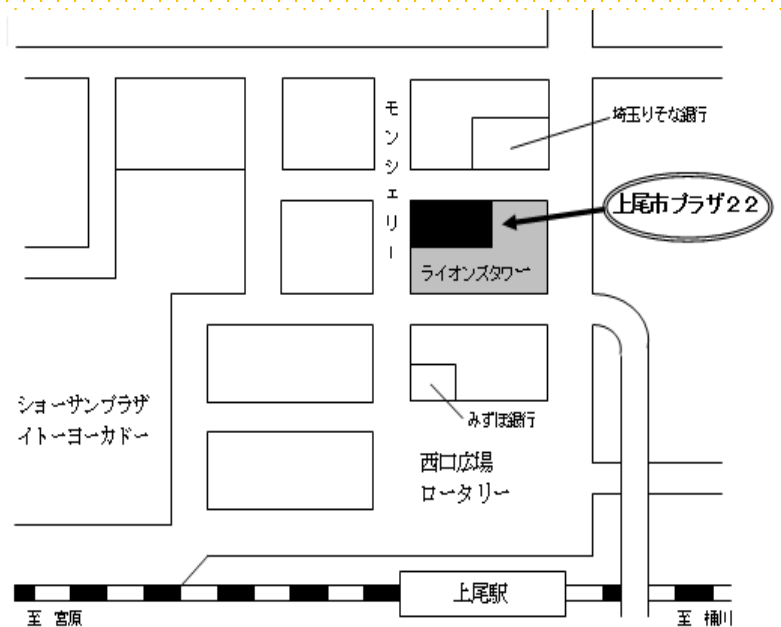 モンシェリー
埼玉りそな銀行
上尾市プラザ２２
ライオンズタワー
ショーサンプラザ
イトーヨーカドー
みずほ銀行
西口広場
ロータリー
上尾駅
至 宮原
至 桶川